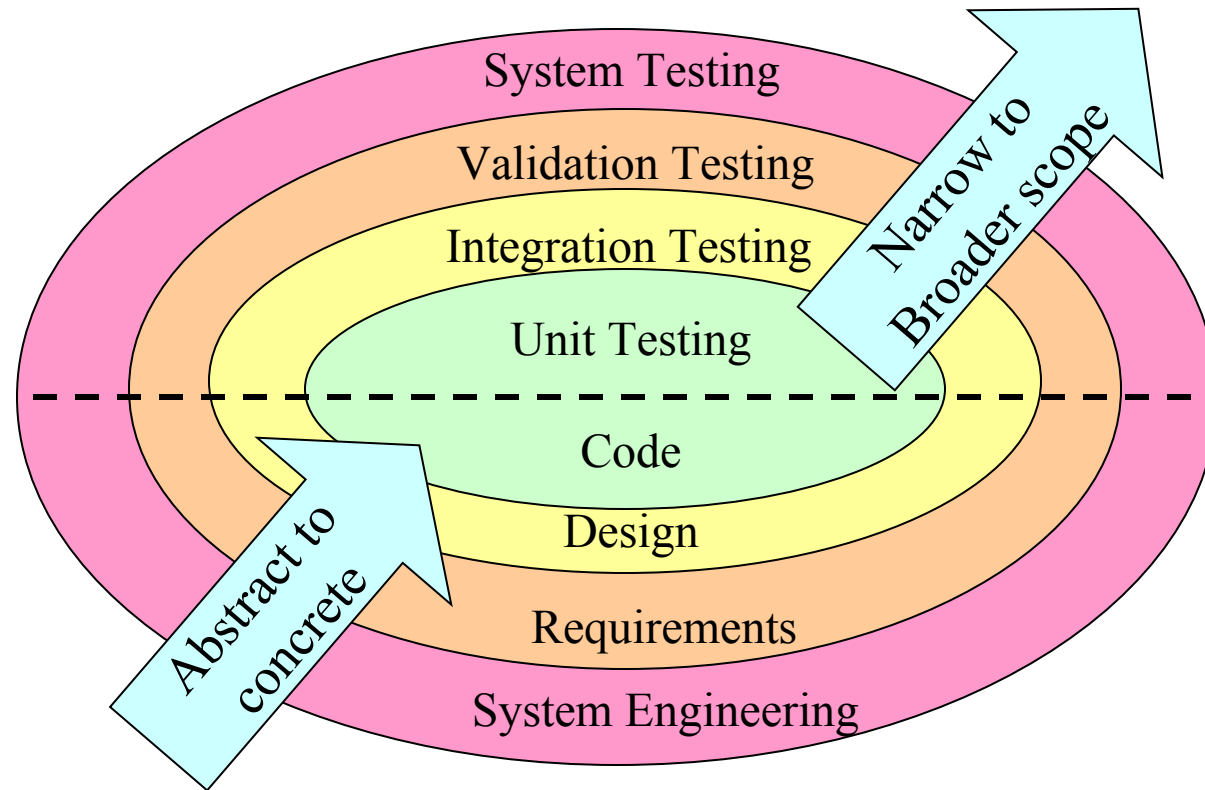 System Testing
Validation Testing
Integration Testing
Unit Testing
Narrow to
Broader scope
Code
Design
Requirements
System Engineering
Abstract to
concrete